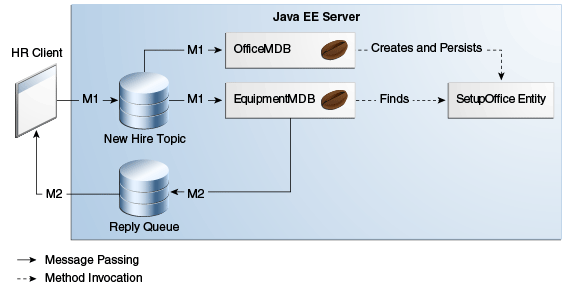 Java EE Server
HR Client
M1
OfficeMDB
Creates and Persists
M1
M1
EquipmentMDB
Finds
SetupOffice Entity
New Hire Topic
M2
M2
Reply Queue
Message Passing
Method Invocation